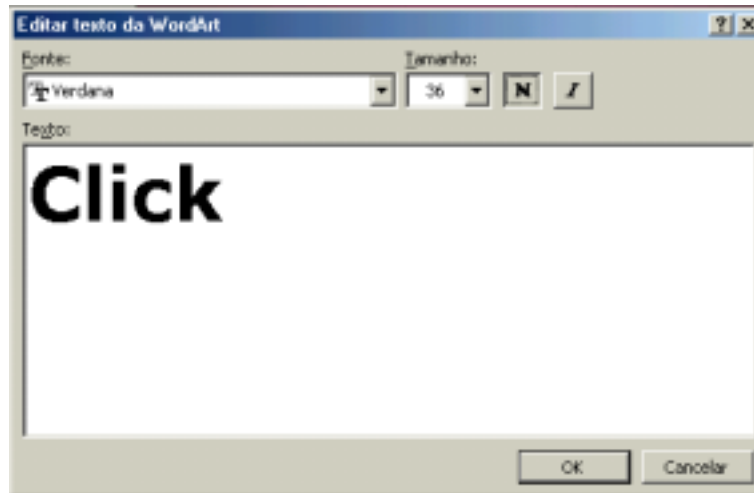 Editar texto da WordArt
Fonte: Tamanho:
Verdana 36 N I
Texto:
Click
OK Cancelar